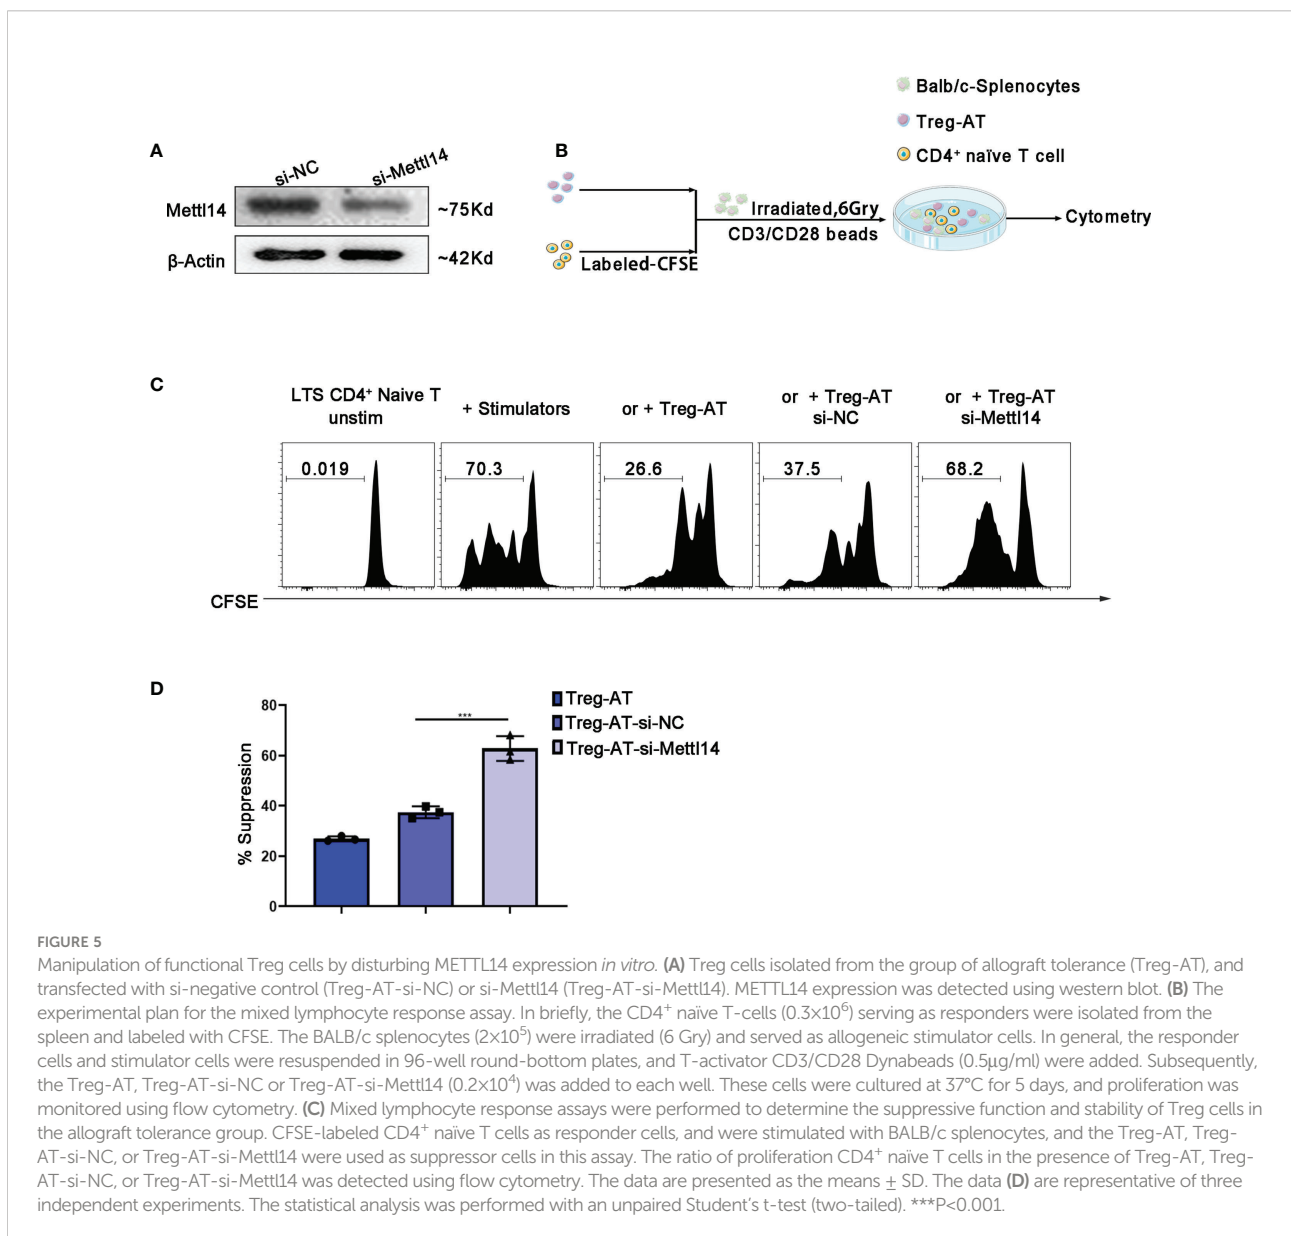 A
si-NC
si-Mettl14
Mettl14
~75Kd
β-Actin
~42Kd
B
Balb/c-Splenocytes
Treg-AT
CD4⁺ naïve T cell
Irradiated,6Gry
CD3/CD28 beads
Labeled-CFSE
Cytometry
C
LTS CD4⁺ Naive T
unstim
+ Stimulators
or + Treg-AT
or + Treg-AT
si-NC
or + Treg-AT
si-Mettl14
0.019
70.3
26.6
37.5
68.2
CFSE
D
% Suppression
80
60
40
20
0
***
Treg-AT
Treg-AT-si-NC
Treg-AT-si-Mettl14
FIGURE 5
Manipulation of functional Treg cells by disturbing METTL14 expression in vitro. (A) Treg cells isolated from the group of allograft tolerance (Treg-AT), and
transfected with si-negative control (Treg-AT-si-NC) or si-Mettl14 (Treg-AT-si-Mettl14). METTL14 expression was detected using western blot. (B) The
experimental plan for the mixed lymphocyte response assay. In briefly, the CD4⁺ naïve T-cells (0.3×10⁶) serving as responders were isolated from the
spleen and labeled with CFSE. The BALB/c splenocytes (2×10⁵) were irradiated (6 Gry) and served as allogeneic stimulator cells. In general, the responder
cells and stimulator cells were resuspended in 96-well round-bottom plates, and T-activator CD3/CD28 Dynabeads (0.5μg/ml) were added. Subsequently,
the Treg-AT, Treg-AT-si-NC or Treg-AT-si-Mettl14 (0.2×10⁴) was added to each well. These cells were cultured at 37°C for 5 days, and proliferation was
monitored using flow cytometry. (C) Mixed lymphocyte response assays were performed to determine the suppressive function and stability of Treg cells in
the allograft tolerance group. CFSE-labeled CD4⁺ naïve T cells as responder cells, and were stimulated with BALB/c splenocytes, and the Treg-AT, Treg-
AT-si-NC, or Treg-AT-si-Mettl14 were used as suppressor cells in this assay. The ratio of proliferation CD4⁺ naïve T cells in the presence of Treg-AT, Treg-
AT-si-NC, or Treg-AT-si-Mettl14 was detected using flow cytometry. The data are presented as the means ± SD. The data (D) are representative of three
independent experiments. The statistical analysis was performed with an unpaired Student's t-test (two-tailed). ***P<0.001.